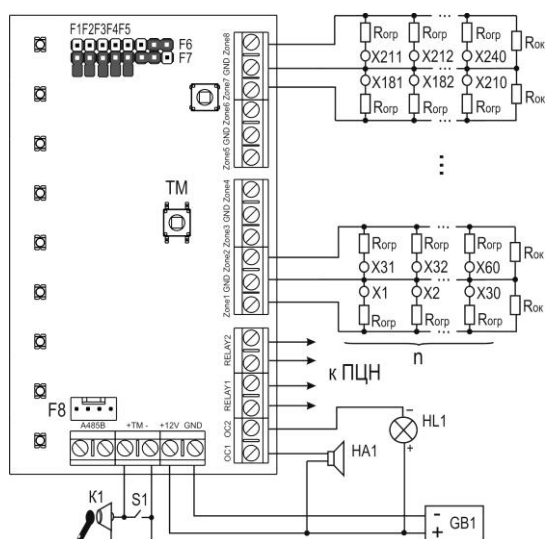 F1F2F3F4F5
F6
F7
TM
F8
A485B
+TM -
+12V GND
Zone8
GND
Zone7
Zone6
GND
Zone5
Zone4
GND
Zone3
Zone2
GND
Zone1
RELAY2
RELAY1
OC2
OC1
Rогр Rогр Rогр Rок
X211 X212 X240
X181 X182 X210
Rогр Rогр Rогр Rок
...
...
...
⋮
...
Rогр Rогр Rогр Rок
X31 X32 X60
...
X1 X2 X30
Rогр Rогр Rогр Rок
...
n
к ПЦН
−
HL1
+
HA1
К1 S1
-
+ GB1